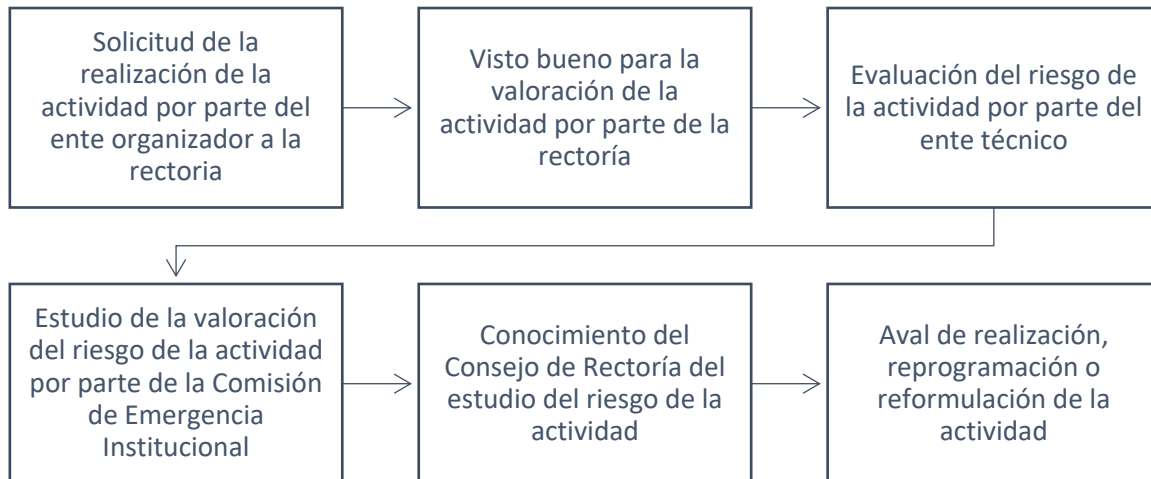 Solicitud de la
realización de la
actividad por parte del
ente organizador a la
rectoria
Visto bueno para la
valoración de la
actividad por parte de la
rectoría
Evaluación del riesgo de
la actividad por parte del
ente técnico
Estudio de la valoración
del riesgo de la actividad
por parte de la Comisión
de Emergencia
Institucional
Conocimiento del
Consejo de Rectoría del
estudio del riesgo de la
actividad
Aval de realización,
reprogramación o
reformulación de la
actividad